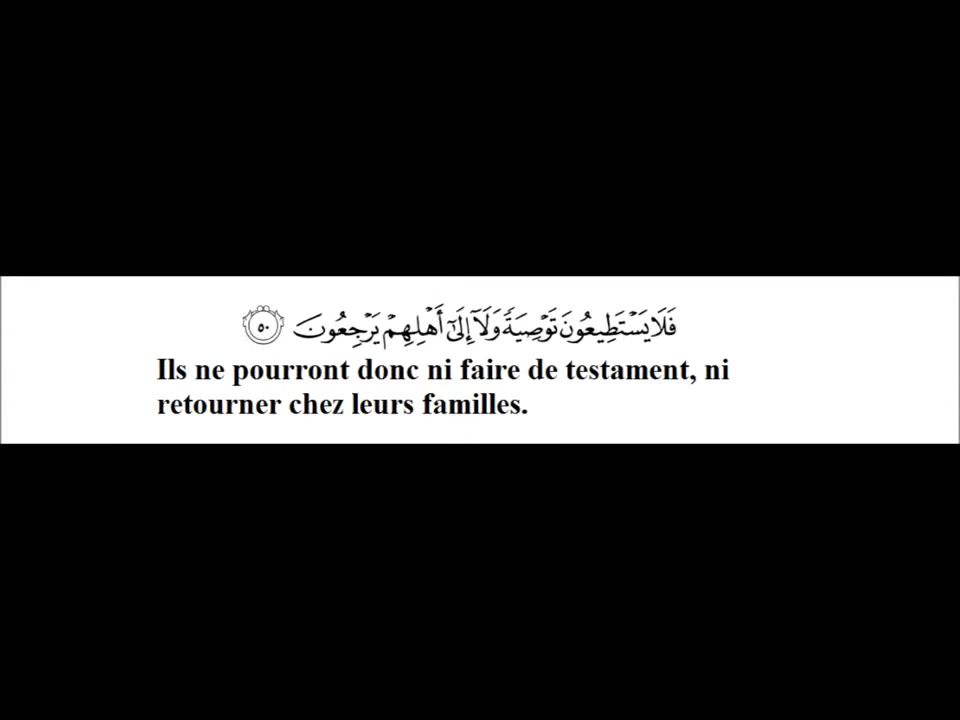 فَلَا يَسْتَطِيعُونَ تَوْصِيَةً وَلَآ إِلَىٰٓ أَهْلِهِمْ يَرْجِعُونَ ٥٠
Ils ne pourront donc ni faire de testament, ni
retourner chez leurs familles.